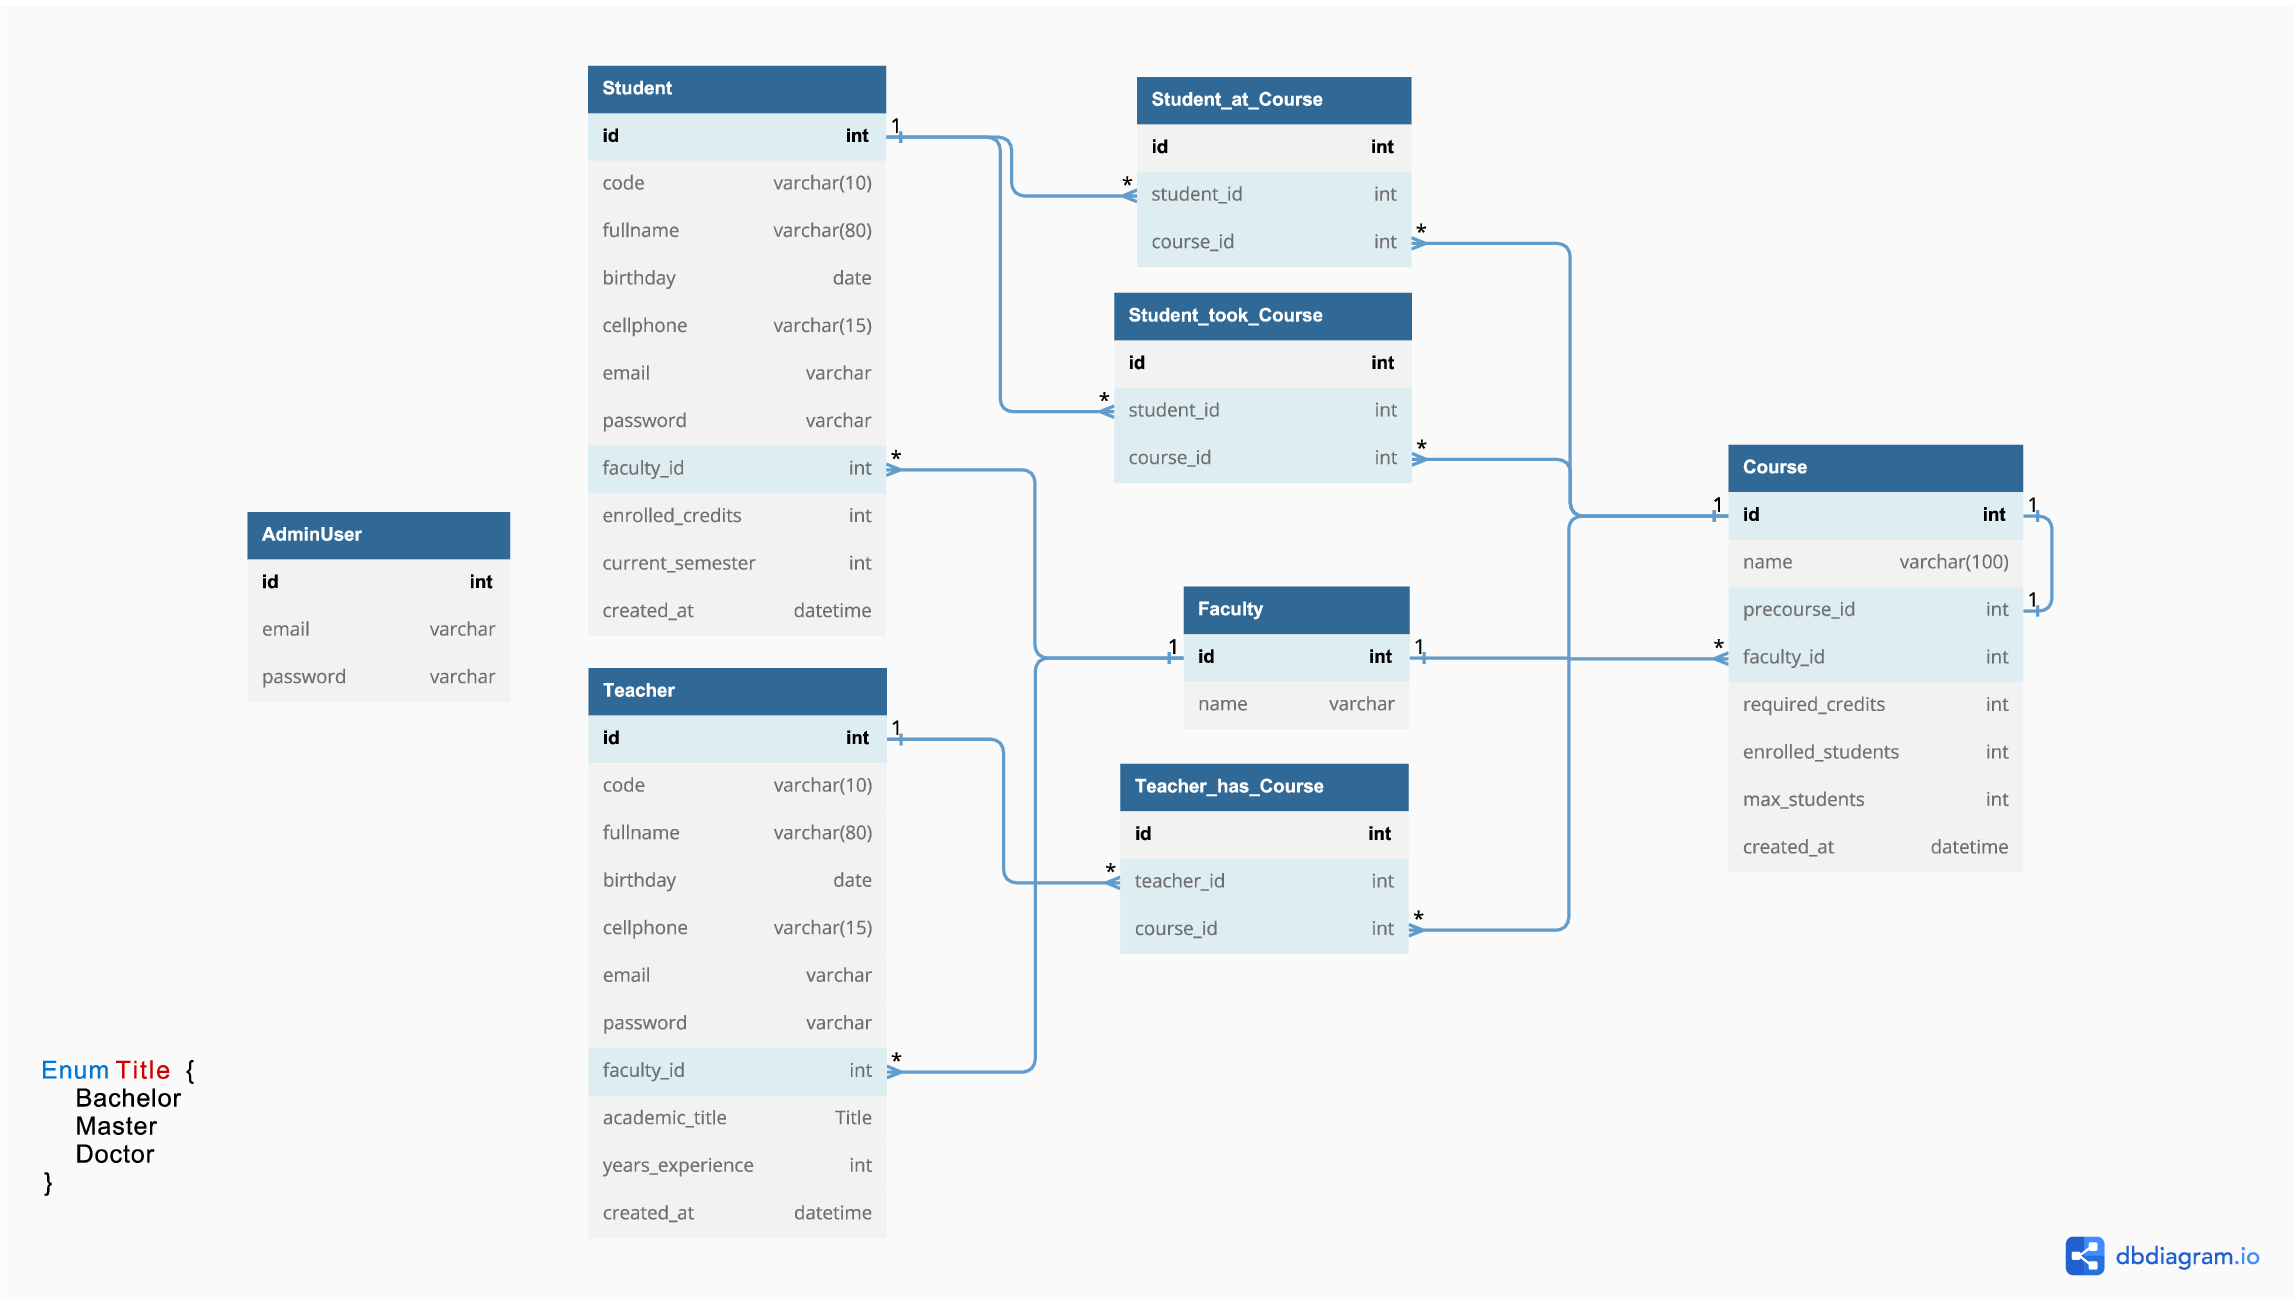 Student
id int 1
code varchar(10)
fullname varchar(80)
birthday date
cellphone varchar(15)
email varchar
password varchar
faculty_id int *
enrolled_credits int
current_semester int
created_at datetime
Student_at_Course
id int
* student_id int
course_id int *
Student_took_Course
id int
* student_id int
course_id int *
Course
1 id int 1
name varchar(100)
precourse_id int 1
* faculty_id int
required_credits int
enrolled_students int
max_students int
created_at datetime
AdminUser
id int
email varchar
password varchar
Faculty
1 id int 1
name varchar
Teacher
id int 1
code varchar(10)
fullname varchar(80)
birthday date
cellphone varchar(15)
email varchar
password varchar
faculty_id int *
academic_title Title
years_experience int
created_at datetime
Teacher_has_Course
id int
* teacher_id int
course_id int *
Enum Title {
Bachelor
Master
Doctor
}
dbdiagram.io